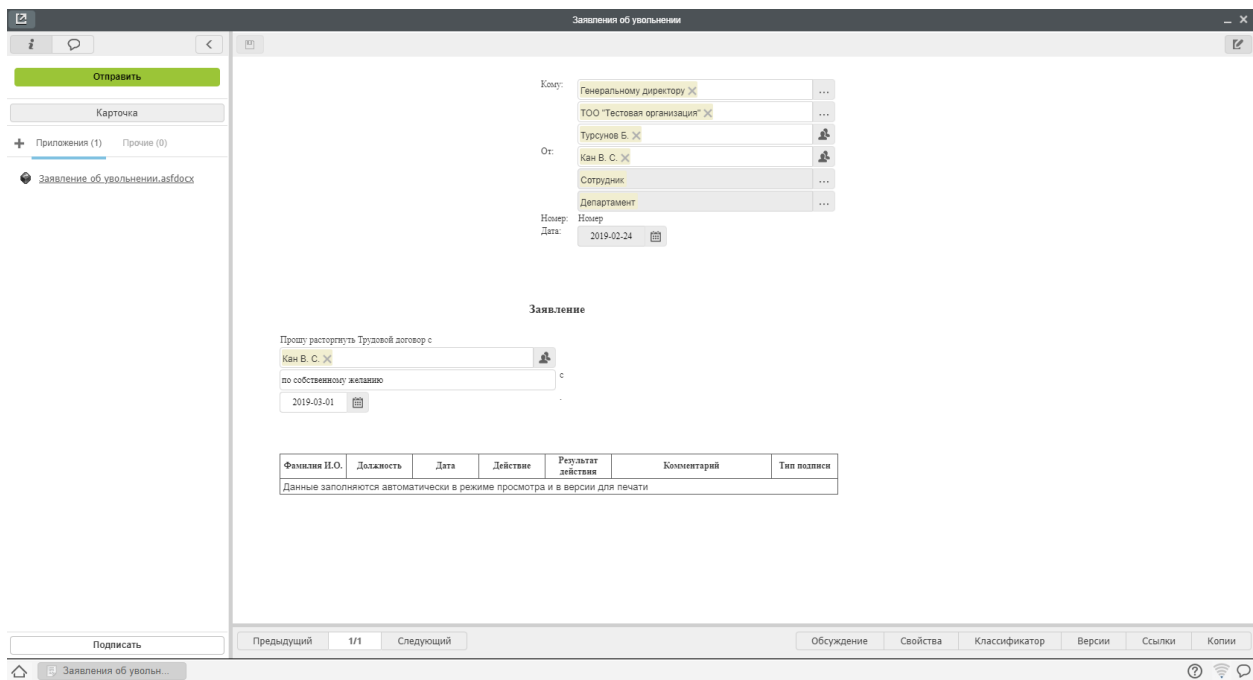 Заявления об увольнении
Отправить
Карточка
Приложения (1) Прочие (0)
Заявление об увольнении.asfdocx
Подписать
Кому: Генеральному директору
ТОО "Тестовая организация"
Турсунов Б.
От: Кан В. С.
Сотрудник
Департамент
Номер: Номер
Дата: 2019-02-24
Заявление
Прошу расторгнуть Трудовой договор с
Кан В. С.
по собственному желанию с
2019-03-01 .
Фамилия И.О. Должность Дата Действие Результат действия Комментарий Тип подписи
Данные заполняются автоматически в режиме просмотра и в версии для печати
Предыдущий 1/1 Следующий Обсуждение Свойства Классификатор Версии Ссылки Копии
Заявления об увольн...